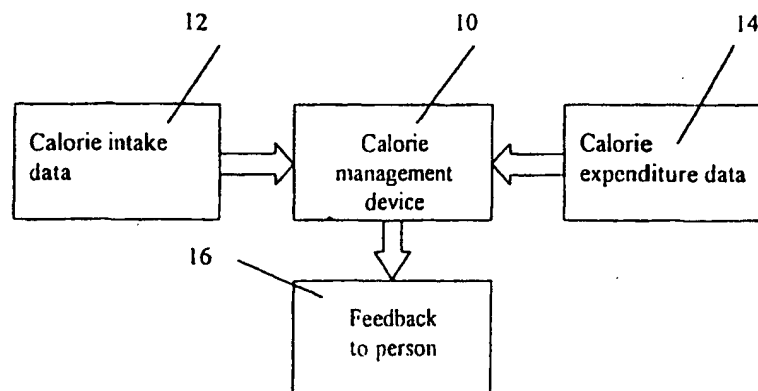 12
10
14
Calorie intake
data
Calorie
management
device
Calorie
expenditure data
16
Feedback
to person